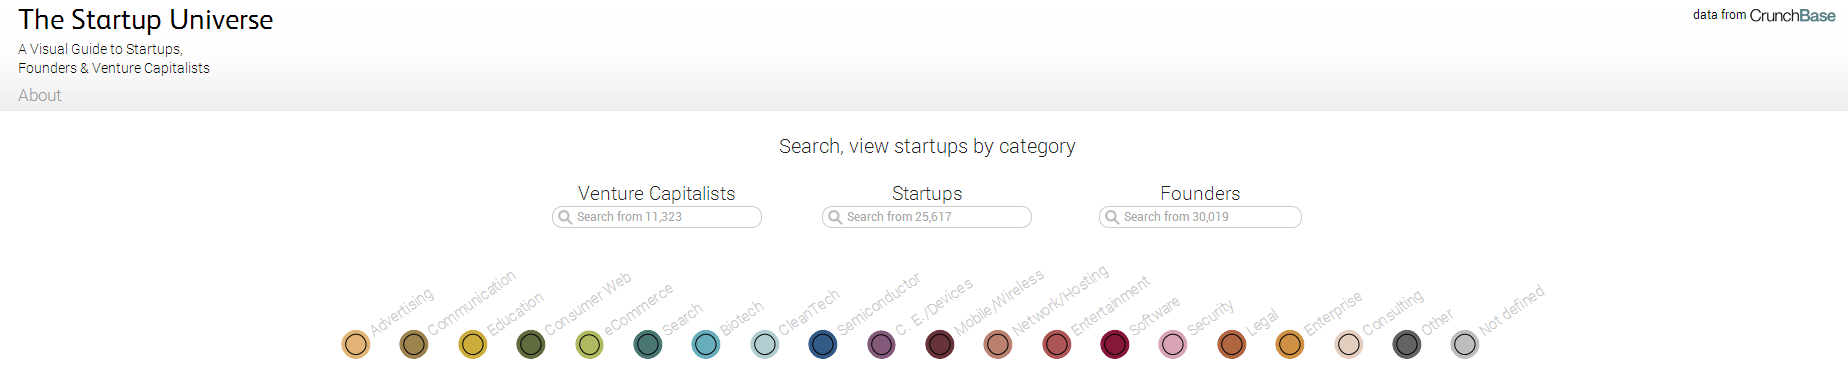 The Startup Universe
data from CrunchBase
A Visual Guide to Startups,
Founders & Venture Capitalists
About
Search, view startups by category
Venture Capitalists
Startups
Founders
Search from 11,323
Search from 25,617
Search from 30,019
Advertising
Communication
Education
Consumer Web
eCommerce
Search
Biotech
CleanTech
Semiconductor
C. E./Devices
Mobile/Wireless
Network/Hosting
Entertainment
Software
Security
Legal
Enterprise
Consulting
Other
Not defined